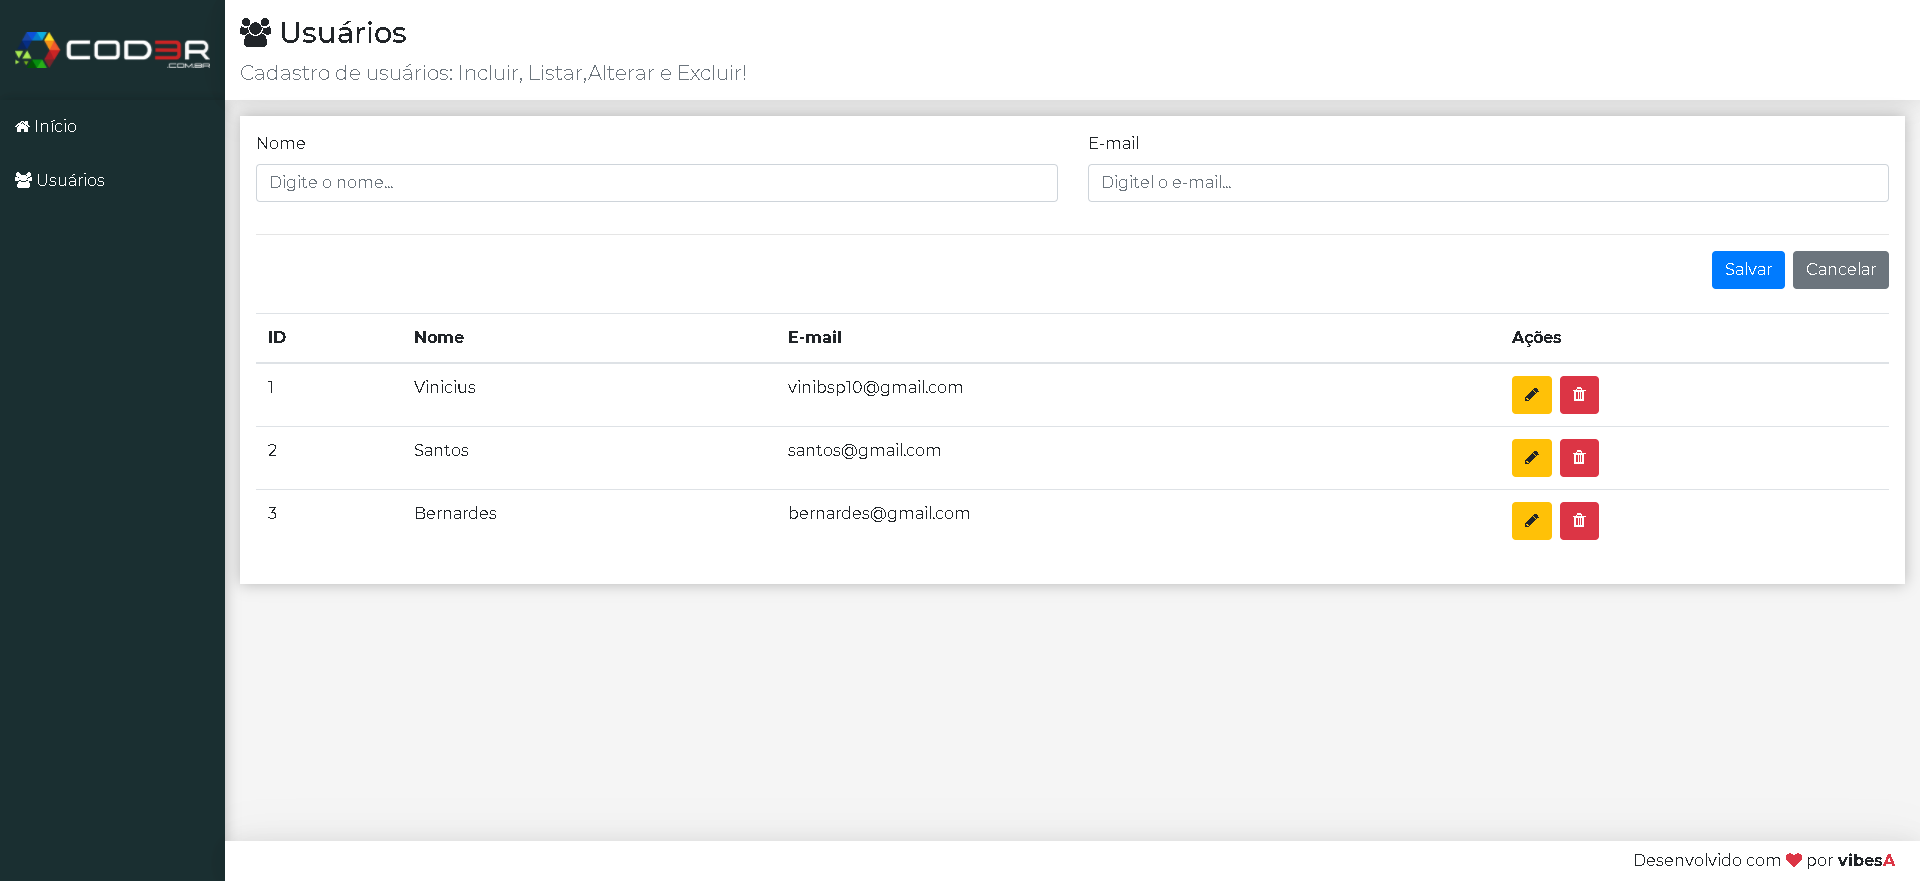 COD3R
.COM.BR
Início
Usuários
Usuários
Cadastro de usuários: Incluir, Listar,Alterar e Excluir!
Nome
E-mail
Digite o nome...
Digitel o e-mail...
Salvar
Cancelar
ID Nome E-mail Ações
1 Vinicius vinibsp10@gmail.com
2 Santos santos@gmail.com
3 Bernardes bernardes@gmail.com
Desenvolvido com por vibesA